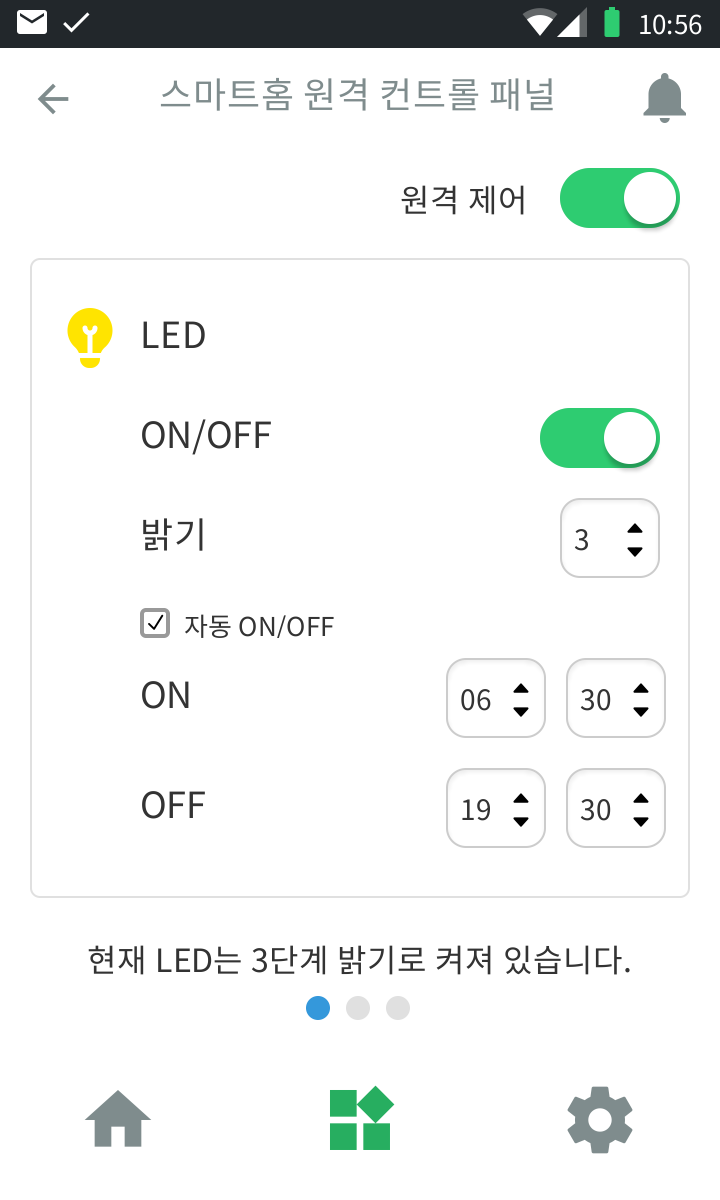 10:56
스마트홈 원격 컨트롤 패널
원격 제어
LED
ON/OFF
밝기 3
자동 ON/OFF
ON 06 30
OFF 19 30
현재 LED는 3단계 밝기로 켜져 있습니다.